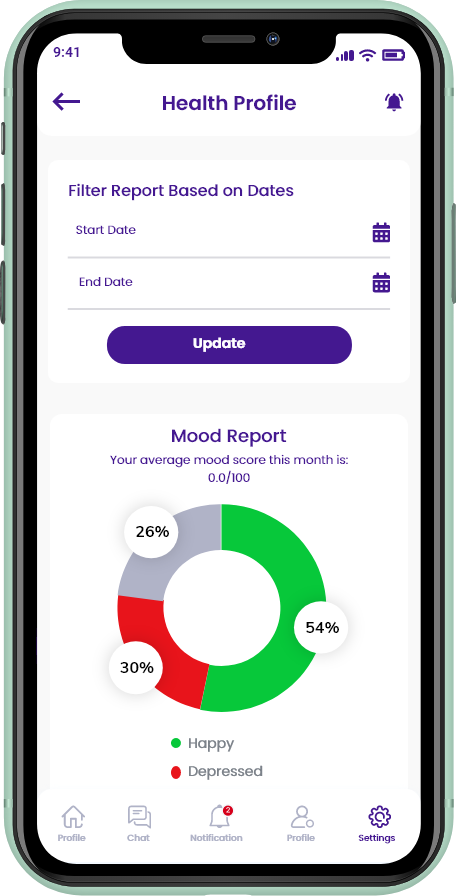 9:41
Health Profile
Filter Report Based on Dates
Start Date
End Date
Update
Mood Report
Your average mood score this month is:
0.0/100
26%
54%
30%
Happy
Depressed
2
Profile Chat Notification Profile Settings